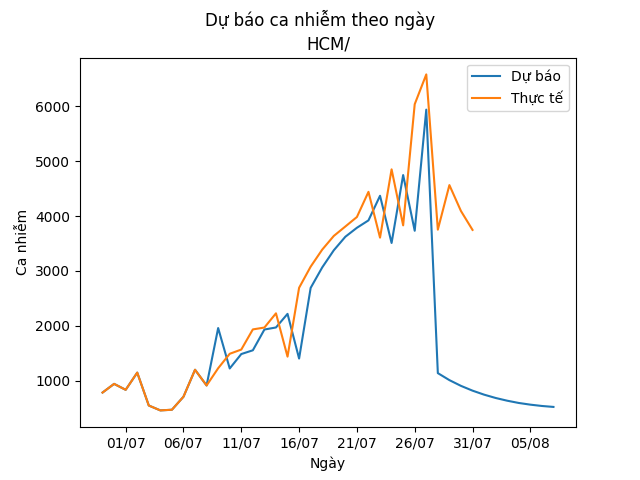 Dự báo ca nhiễm theo ngày
HCM/
Dự báo
Thực tế
6000
5000
4000
3000
2000
1000
Ca nhiễm
01/07 06/07 11/07 16/07 21/07 26/07 31/07 05/08
Ngày